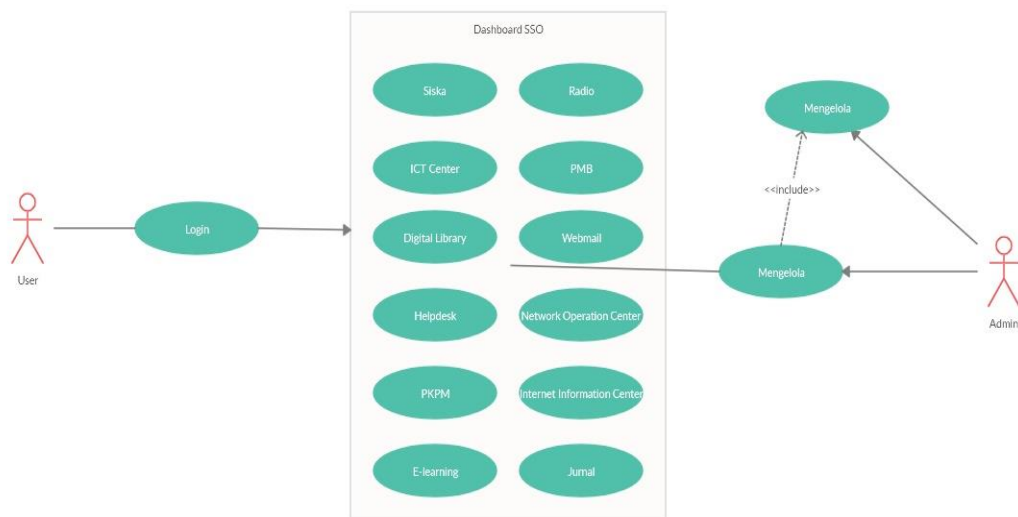 Dashboard SSO
Siska
Radio
Mengelola
ICT Center
PMB
<<include>>
Login
Digital Library
Webmail
User
Mengelola
Helpdesk
Network Operation Center
Admin
PKPM
Internet Information Center
E-learning
Jurnal